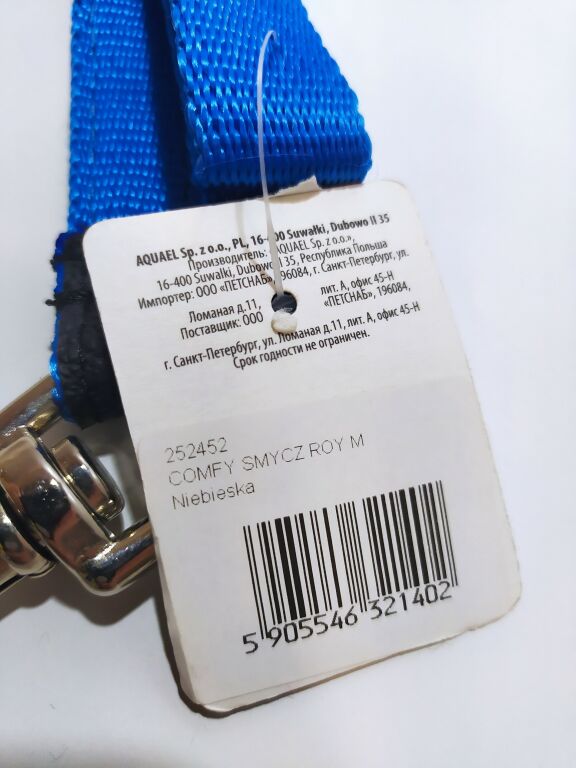 AQUAEL Sp. z o.o., PL, 16-400 Suwałki, Dubowo II 35
Производитель: «AQUAEL Sp. z o.o.»,
16-400 Suwalki, Dubowo II 35, Республика Польша
Импортер: ООО «ПЕТСНАБ», 196084, г. Санкт-Петербург, ул.
Ломаная д.11, лит. А, офис 45-Н
Поставщик: ООО «ПЕТСНАБ», 196084,
г. Санкт-Петербург, ул. Ломаная д.11, лит. А, офис 45-Н
Срок годности не ограничен.
252452
COMFY SMYCZ ROY M
Niebieska
5 905546 321402